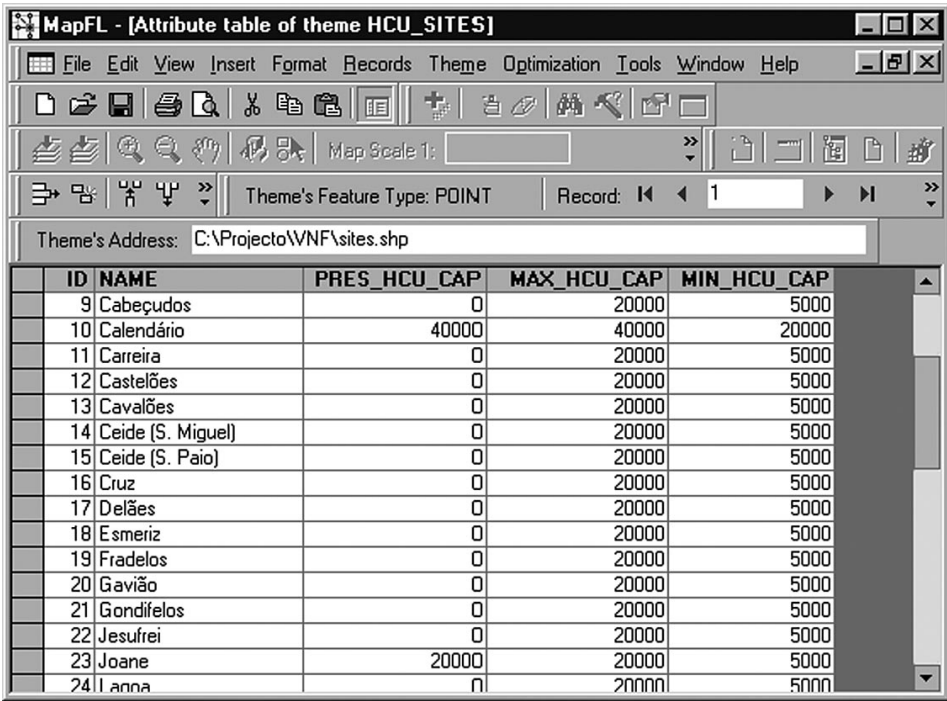 MapFL - [Attribute table of theme HCU_SITES]
File Edit View Insert Format Records Theme Optimization Tools Window Help
Map Scale 1:
Theme's Feature Type: POINT Record: 1
Theme's Address: C:\Projecto\VNF\sites.shp
ID NAME PRES_HCU_CAP MAX_HCU_CAP MIN_HCU_CAP
9 Cabeçudos 0 20000 5000
10 Calendário 40000 40000 20000
11 Carreira 0 20000 5000
12 Castelões 0 20000 5000
13 Cavalões 0 20000 5000
14 Ceide (S. Miguel) 0 20000 5000
15 Ceide (S. Paio) 0 20000 5000
16 Cruz 0 20000 5000
17 Delães 0 20000 5000
18 Esmeriz 0 20000 5000
19 Fradelos 0 20000 5000
20 Gavião 0 20000 5000
21 Gondifelos 0 20000 5000
22 Jesufrei 0 20000 5000
23 Joane 20000 20000 5000
24 Lagoa 0 20000 5000